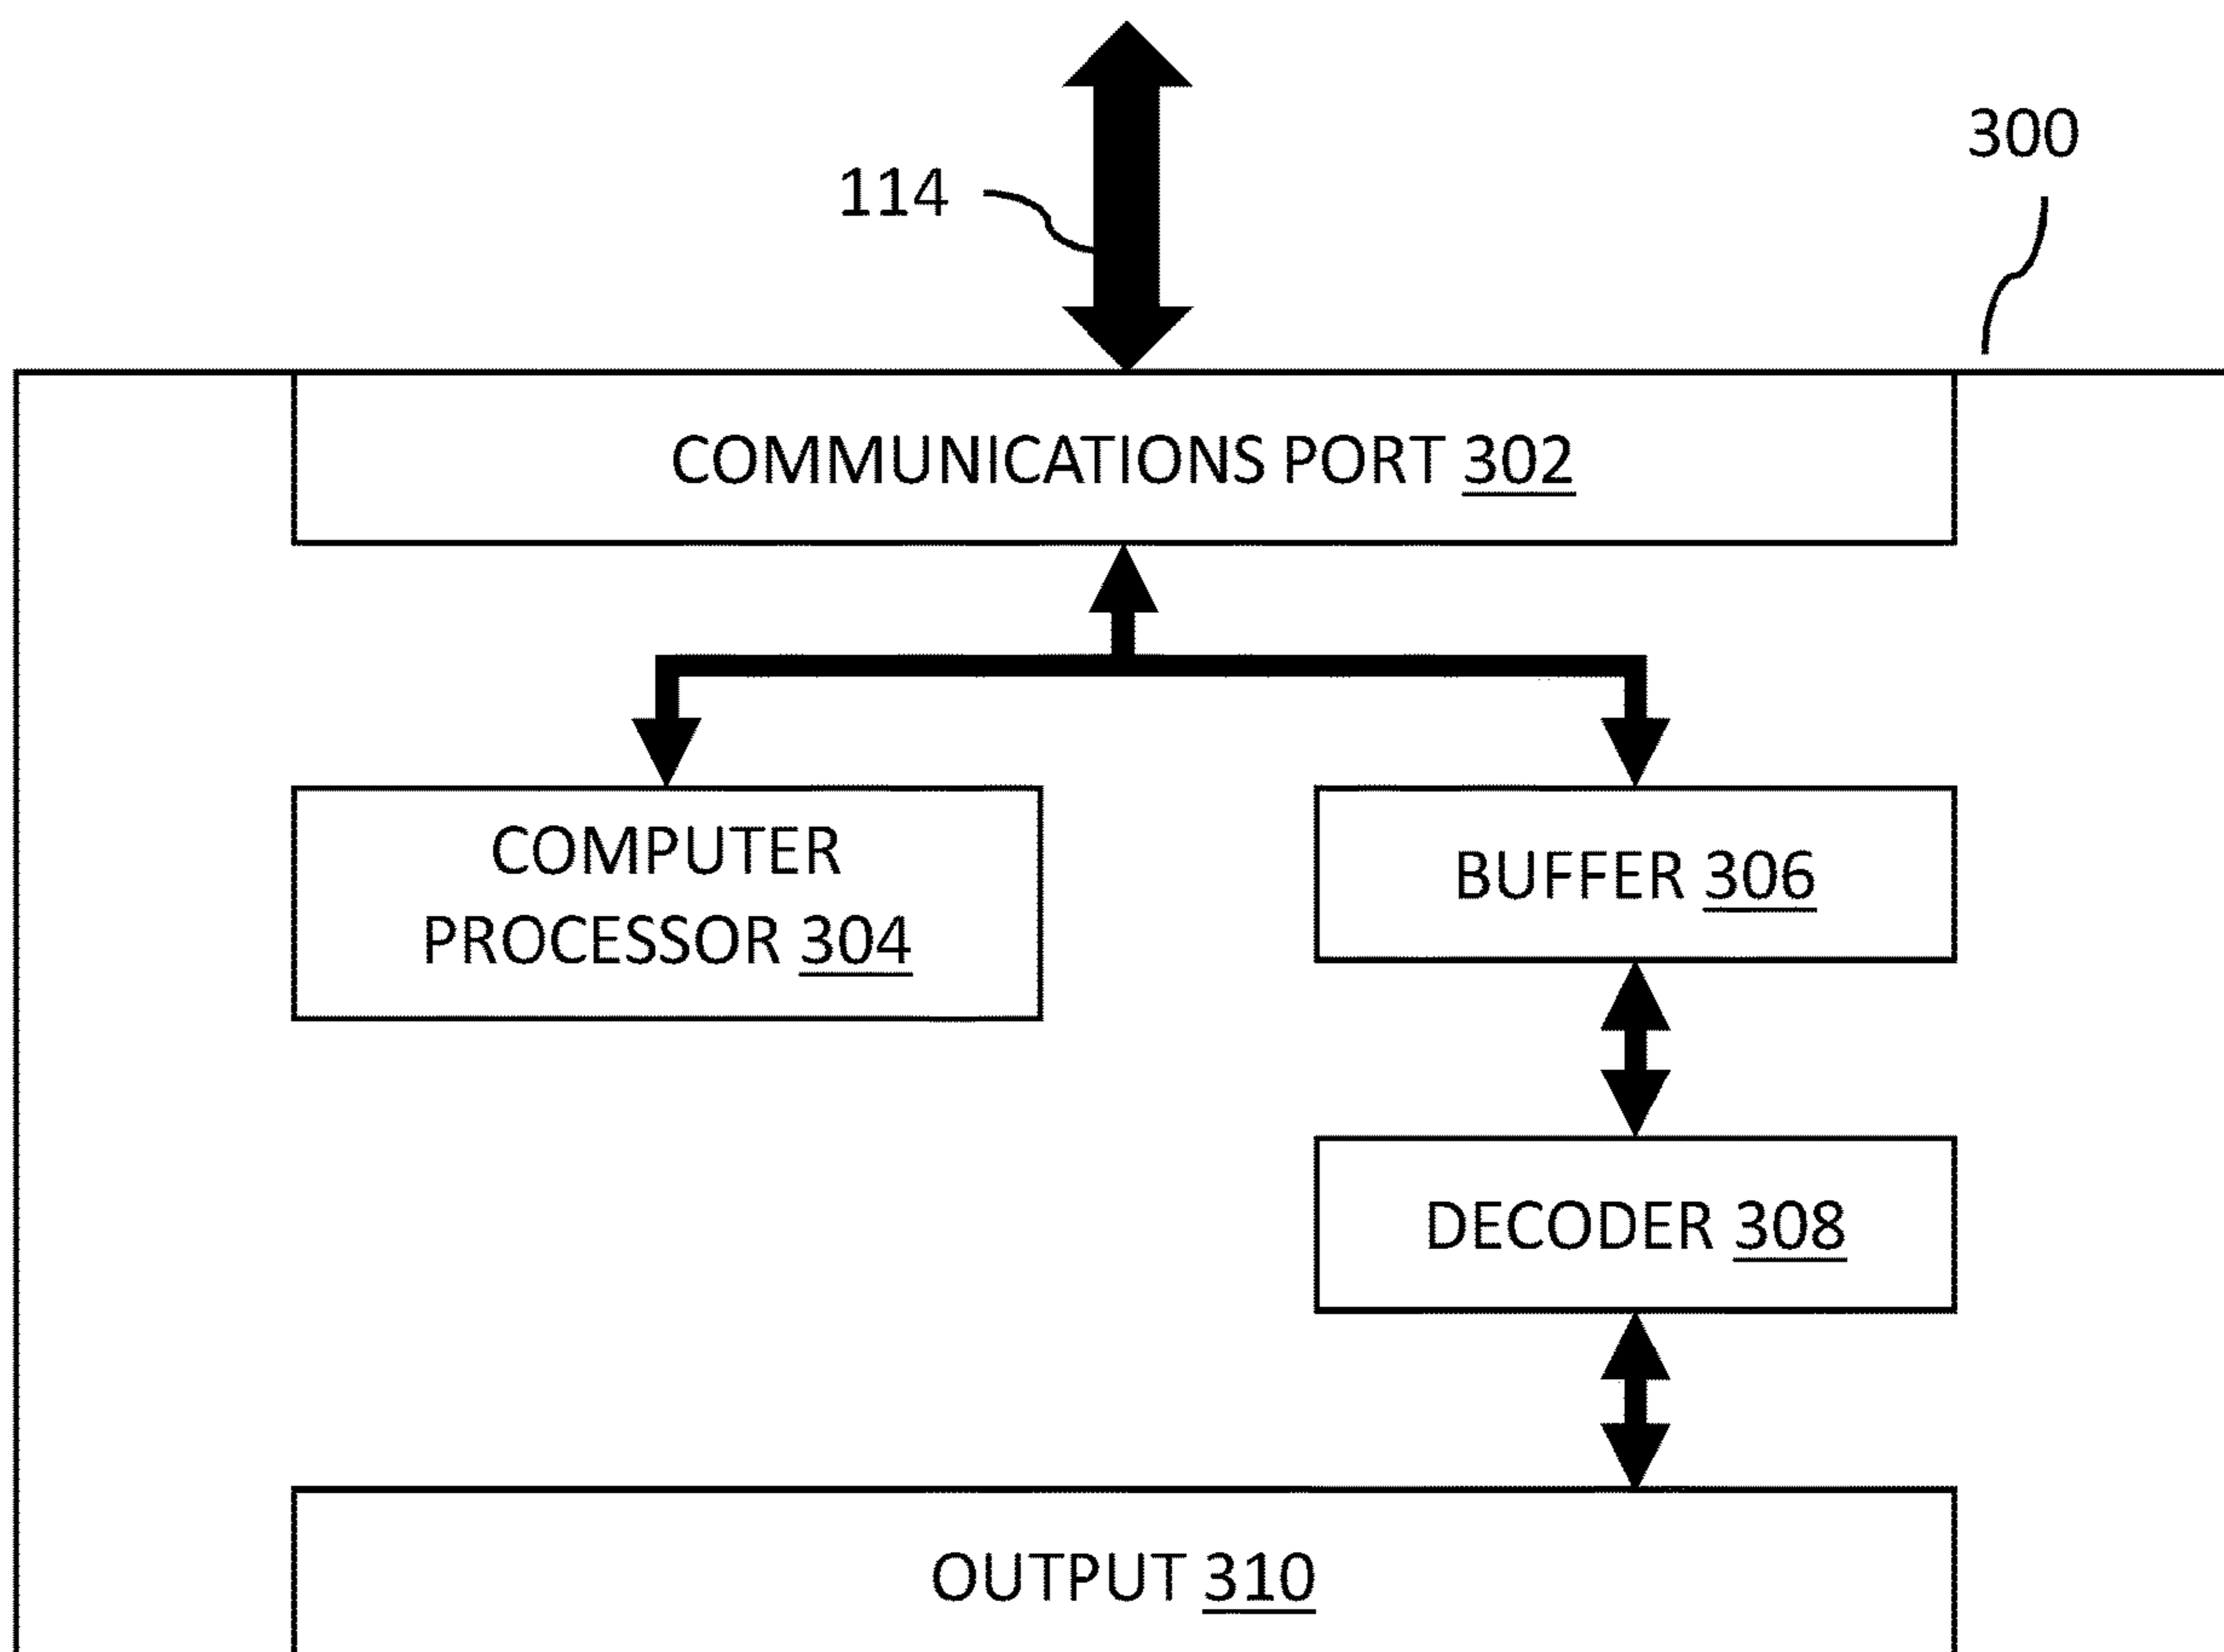 300
114
COMMUNICATIONS PORT 302
COMPUTER
PROCESSOR 304
BUFFER 306
DECODER 308
OUTPUT 310